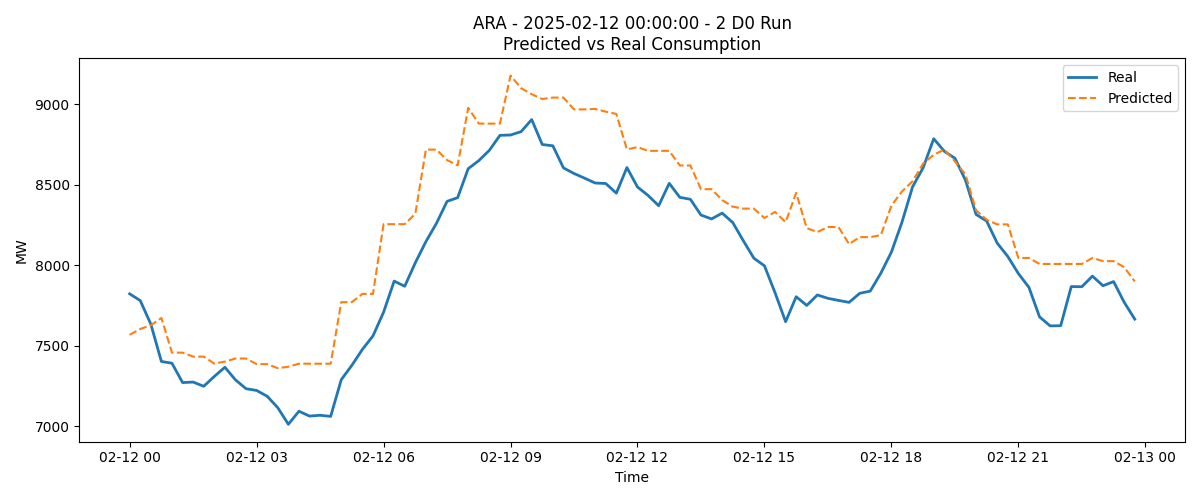 ARA - 2025-02-12 00:00:00 - 2 D0 Run
Predicted vs Real Consumption
Real
Predicted
MW
9000
8500
8000
7500
7000
02-12 00
02-12 03
02-12 06
02-12 09
02-12 12
02-12 15
02-12 18
02-12 21
02-13 00
Time